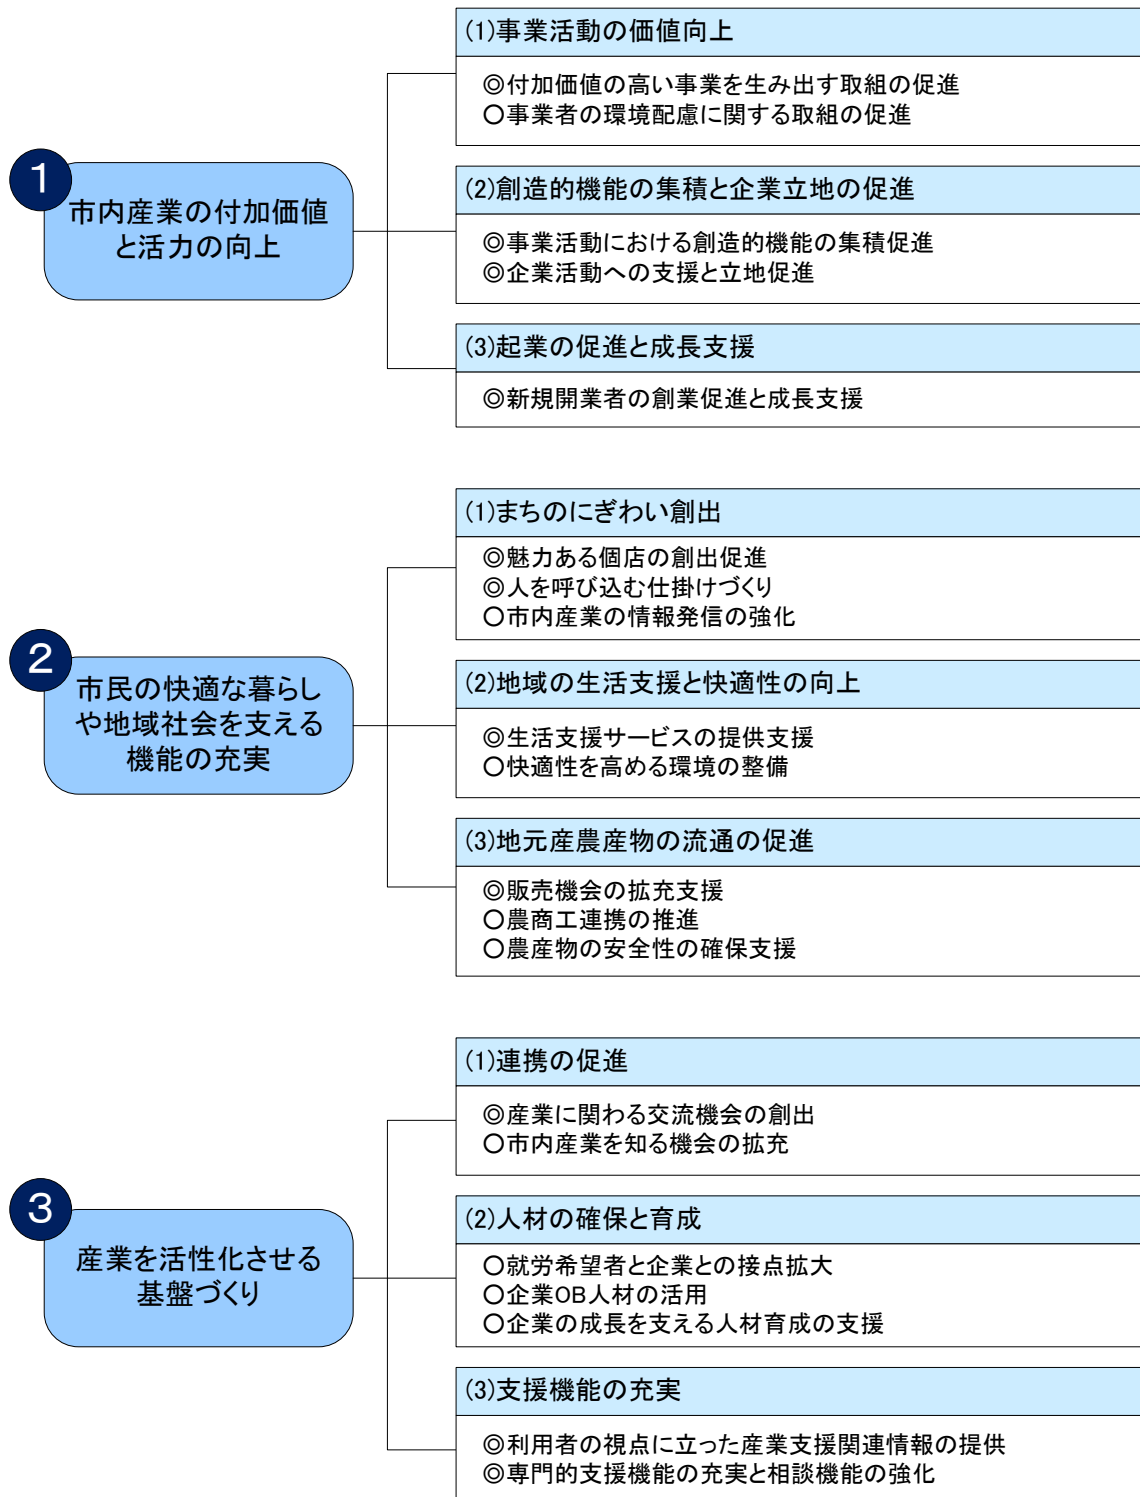 1
市内産業の付加価値
と活力の向上
(1)事業活動の価値向上
◎付加価値の高い事業を生み出す取組の促進
○事業者の環境配慮に関する取組の促進
(2)創造的機能の集積と企業立地の促進
◎事業活動における創造的機能の集積促進
◎企業活動への支援と立地促進
(3)起業の促進と成長支援
◎新規開業者の創業促進と成長支援
2
市民の快適な暮らし
や地域社会を支える
機能の充実
(1)まちのにぎわい創出
◎魅力ある個店の創出促進
◎人を呼び込む仕掛けづくり
○市内産業の情報発信の強化
(2)地域の生活支援と快適性の向上
◎生活支援サービスの提供支援
○快適性を高める環境の整備
(3)地元産農産物の流通の促進
◎販売機会の拡充支援
○農商工連携の推進
○農産物の安全性の確保支援
3
産業を活性化させる
基盤づくり
(1)連携の促進
◎産業に関わる交流機会の創出
○市内産業を知る機会の拡充
(2)人材の確保と育成
○就労希望者と企業との接点拡大
○企業OB人材の活用
○企業の成長を支える人材育成の支援
(3)支援機能の充実
◎利用者の視点に立った産業支援関連情報の提供
◎専門的支援機能の充実と相談機能の強化